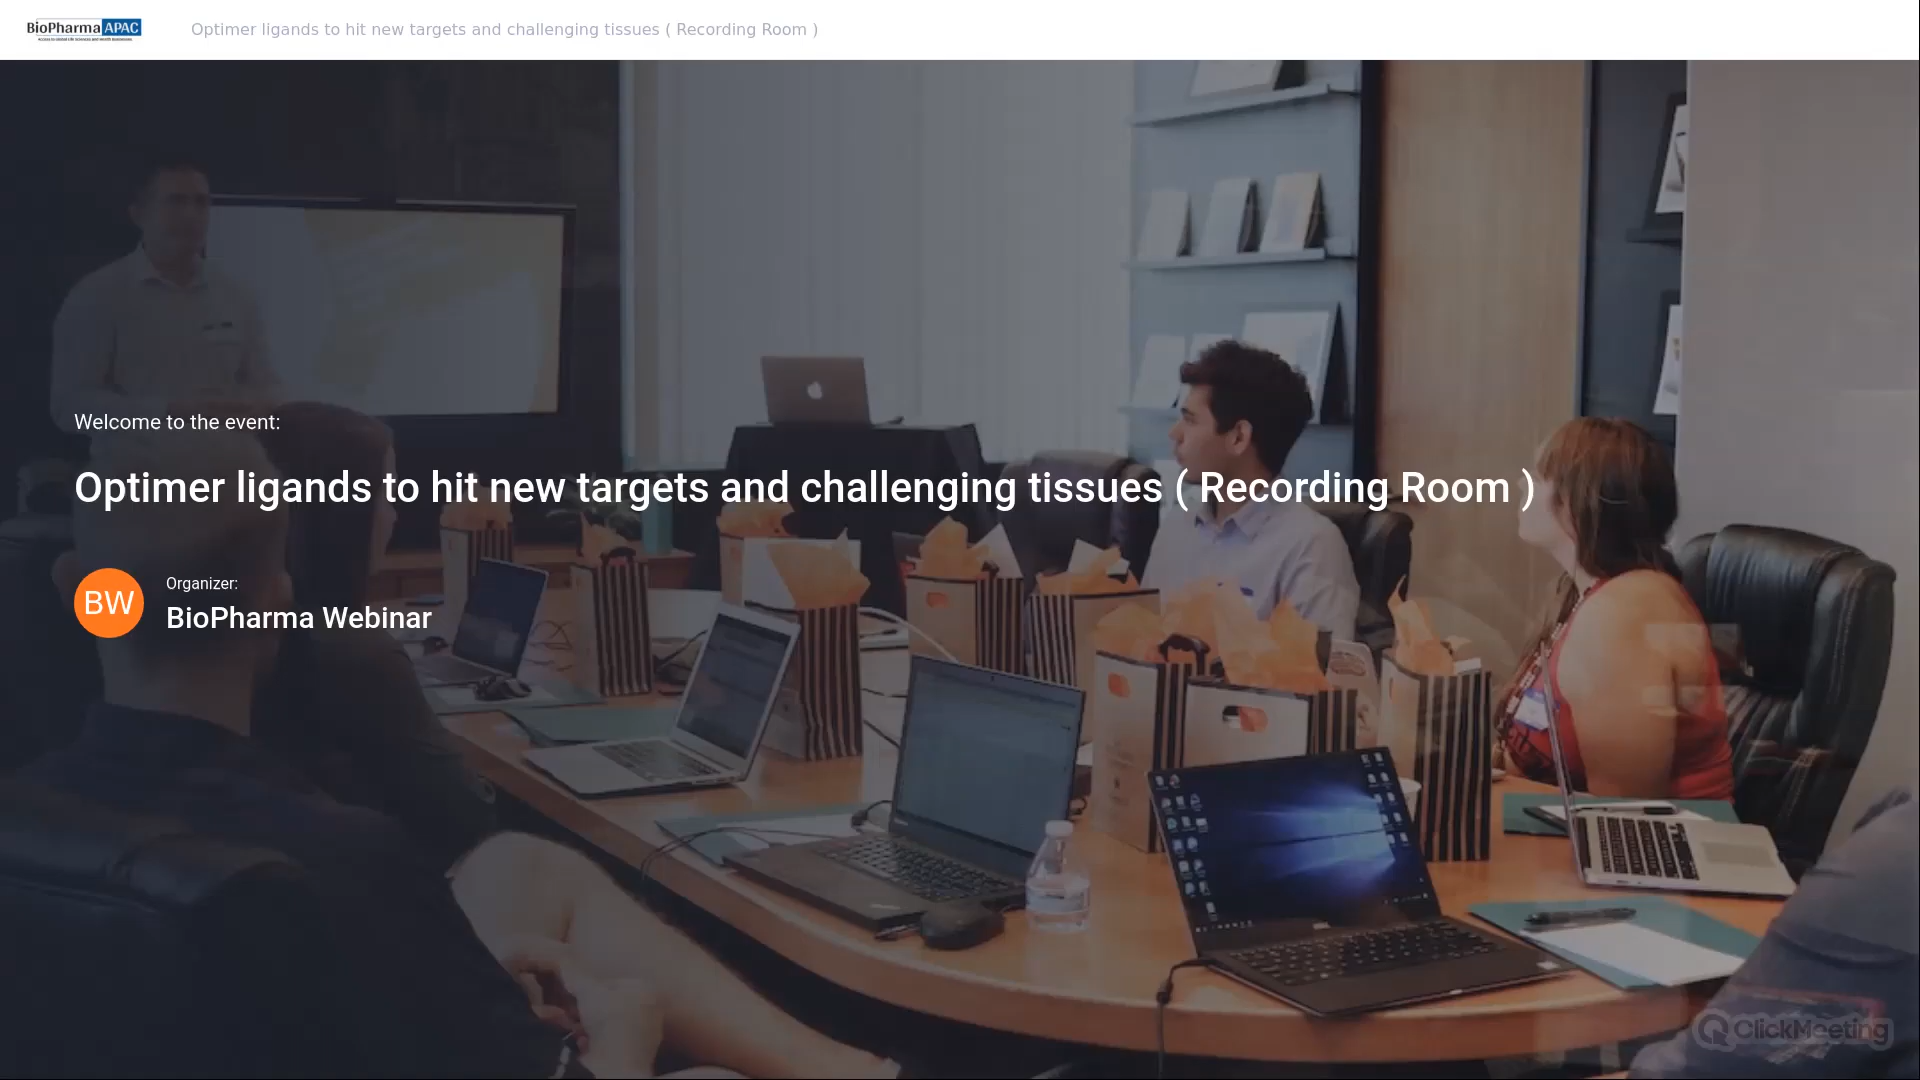 BioPharma APAC
Optimer ligands to hit new targets and challenging tissues ( Recording Room )
Welcome to the event:
Optimer ligands to hit new targets and challenging tissues ( Recording Room )
BW
Organizer:
BioPharma Webinar
ClickMeeting